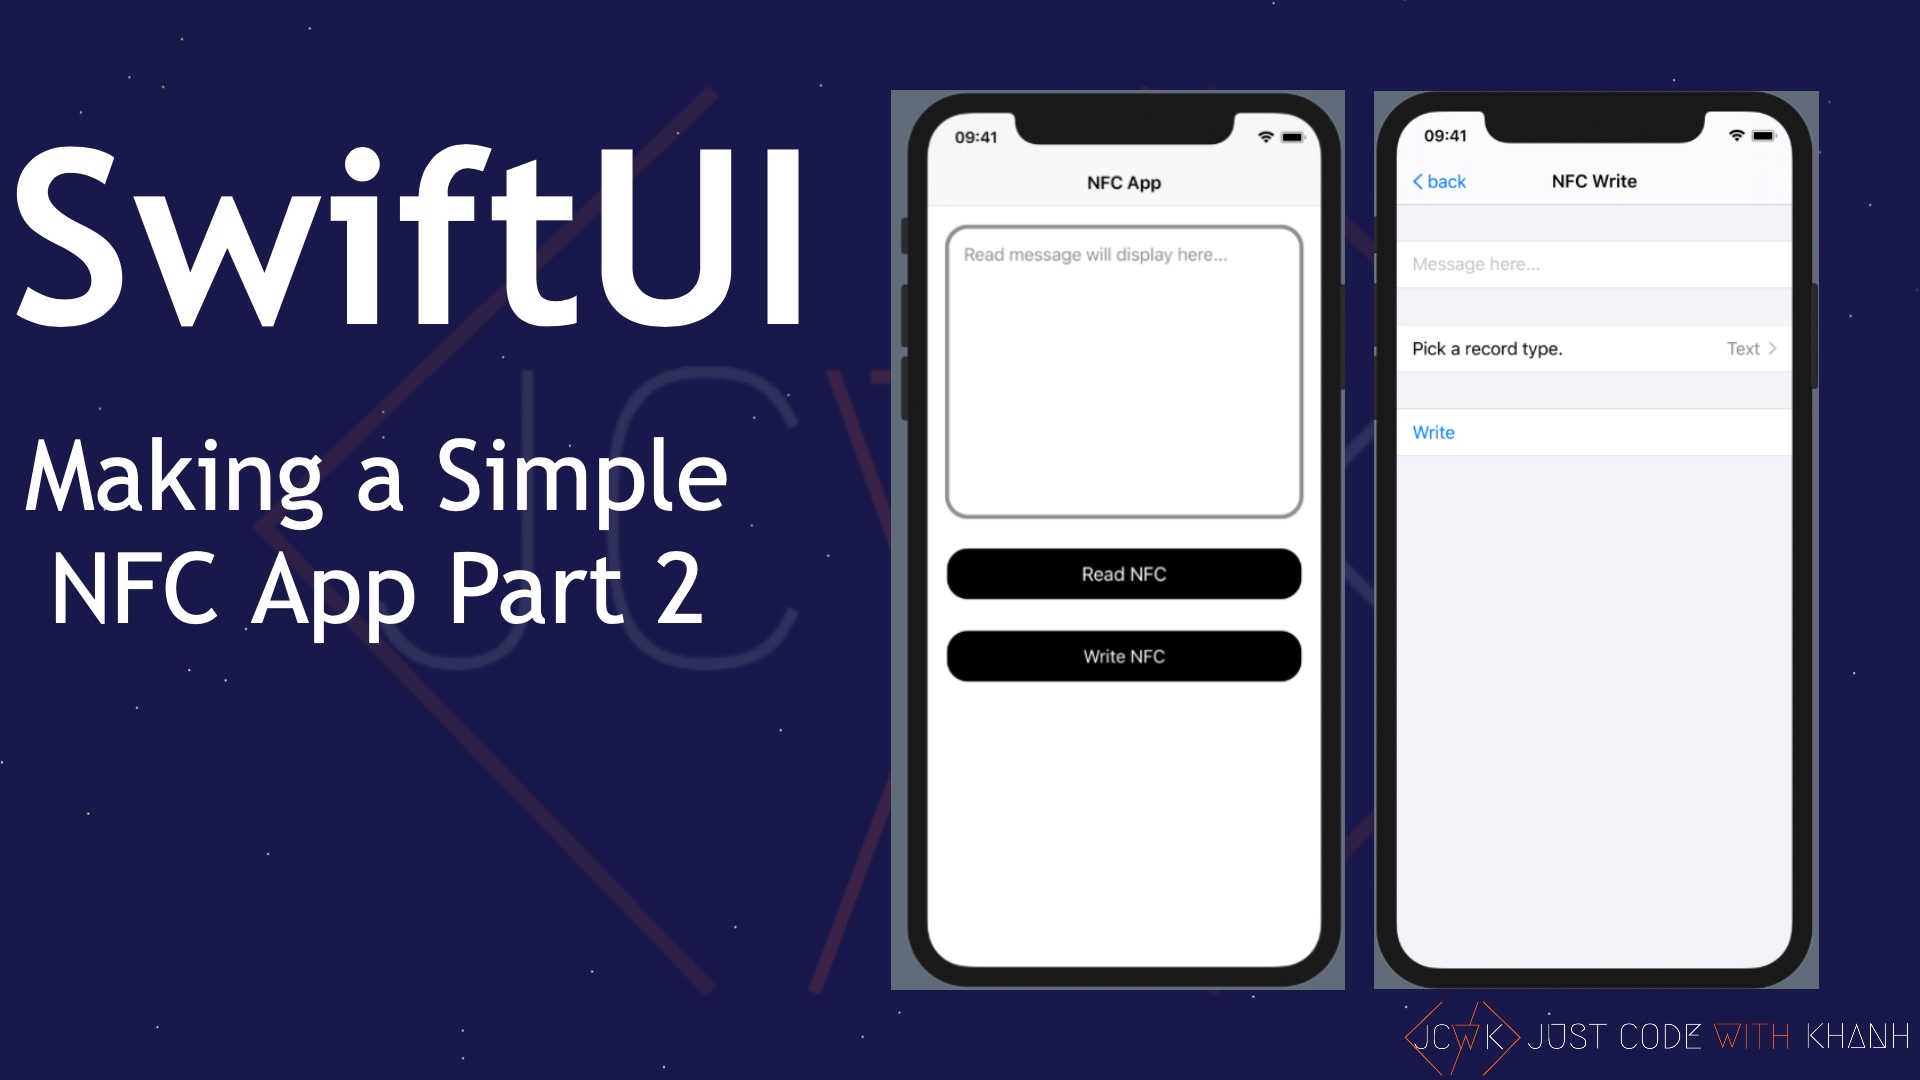 SwiftUI
Making a Simple
NFC App Part 2
09:41
NFC App
Read message will display here...
Read NFC
Write NFC
09:41
back
NFC Write
Message here...
Pick a record type.
Text
Write
JCWK
JCWK JUST CODE WITH KHANH